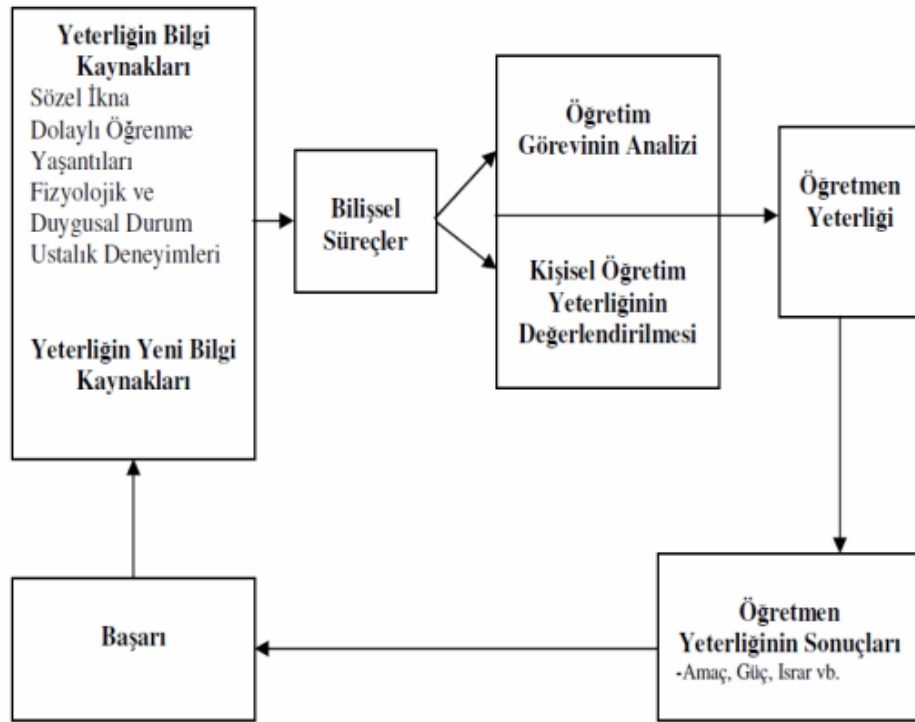 Yeterliğin Bilgi
Kaynakları
Sözel İkna
Dolaylı Öğrenme
Yaşantıları
Fizyolojik ve
Duygusal Durum
Ustalık Deneyimleri
Yeterliğin Yeni Bilgi
Kaynakları
Bilişsel
Süreçler
Öğretim
Görevinin Analizi
Kişisel Öğretim
Yeterliğinin
Değerlendirilmesi
Öğretmen
Yeterliği
Öğretmen
Yeterliğinin Sonuçları
-Amaç, Güç, Israr vb.
Başarı